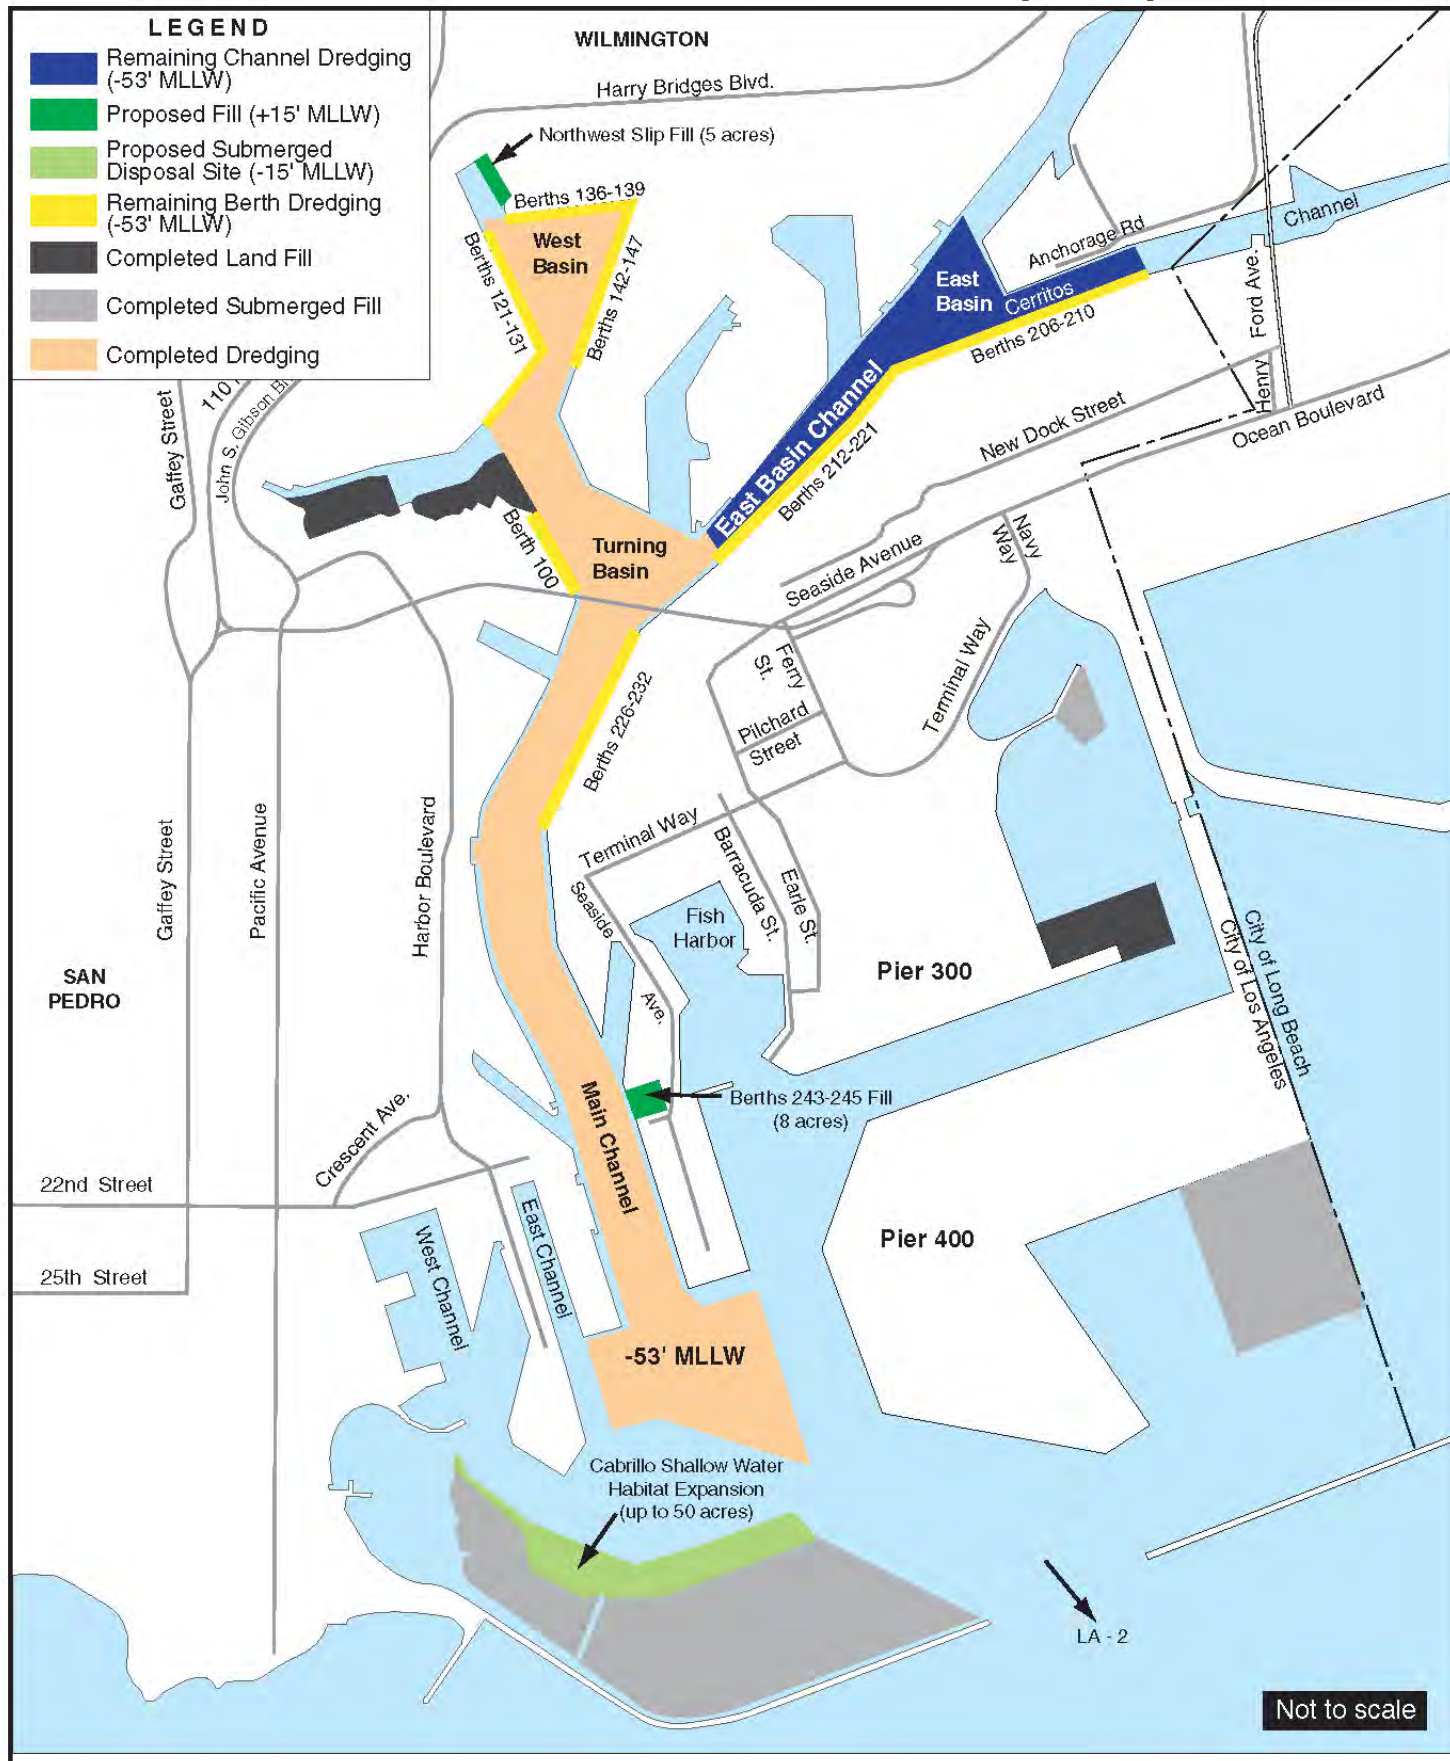 LEGEND
Remaining Channel Dredging
(-53' MLLW)
Proposed Fill (+15' MLLW)
Proposed Submerged
Disposal Site (-15' MLLW)
Remaining Berth Dredging
(-53' MLLW)
Completed Land Fill
Completed Submerged Fill
Completed Dredging
WILMINGTON
Harry Bridges Blvd.
Northwest Slip Fill (5 acres)
Berths 136-139
West
Basin
Berths 121-131
Berths 142-147
East
Basin
Anchorage Rd
Channel
Cerritos
Berths 206-210
Ford Ave.
Henry
East Basin Channel
Berths 212-221
New Dock Street
Ocean Boulevard
Gaffey Street
110
John S. Gibson
Berth 100
Turning
Basin
Seaside Avenue
Navy
Way
Ferry
St.
Terminal Way
Pilchard
Street
Berths 226-232
Terminal Way
Seaside
Ave.
Barracuda St.
Earle St.
Fish
Harbor
Gaffey Street
Pacific Avenue
Harbor Boulevard
SAN
PEDRO
Pier 300
City of Long Beach
City of Los Angeles
Main Channel
Berths 243-245 Fill
(8 acres)
Crescent Ave.
22nd Street
25th Street
West Channel
East Channel
Pier 400
-53' MLLW
Cabrillo Shallow Water
Habitat Expansion
(up to 50 acres)
LA - 2
Not to scale